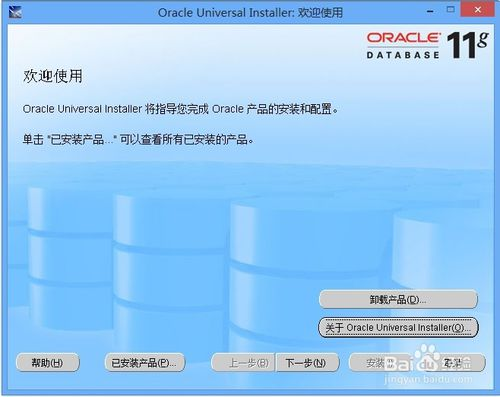 Oracle Universal Installer: 欢迎使用
ORACLE 11g
DATABASE
欢迎使用
Oracle Universal Installer 将指导您完成 Oracle 产品的安装和配置。
单击 "已安装产品..." 可以查看所有已安装的产品。
卸载产品(D)...
关于 Oracle Universal Installer(O)...
帮助(H) 已安装产品(P)... 上一步(B) 下一步(N) 安装
Bai 经验
jingyan.baidu.com